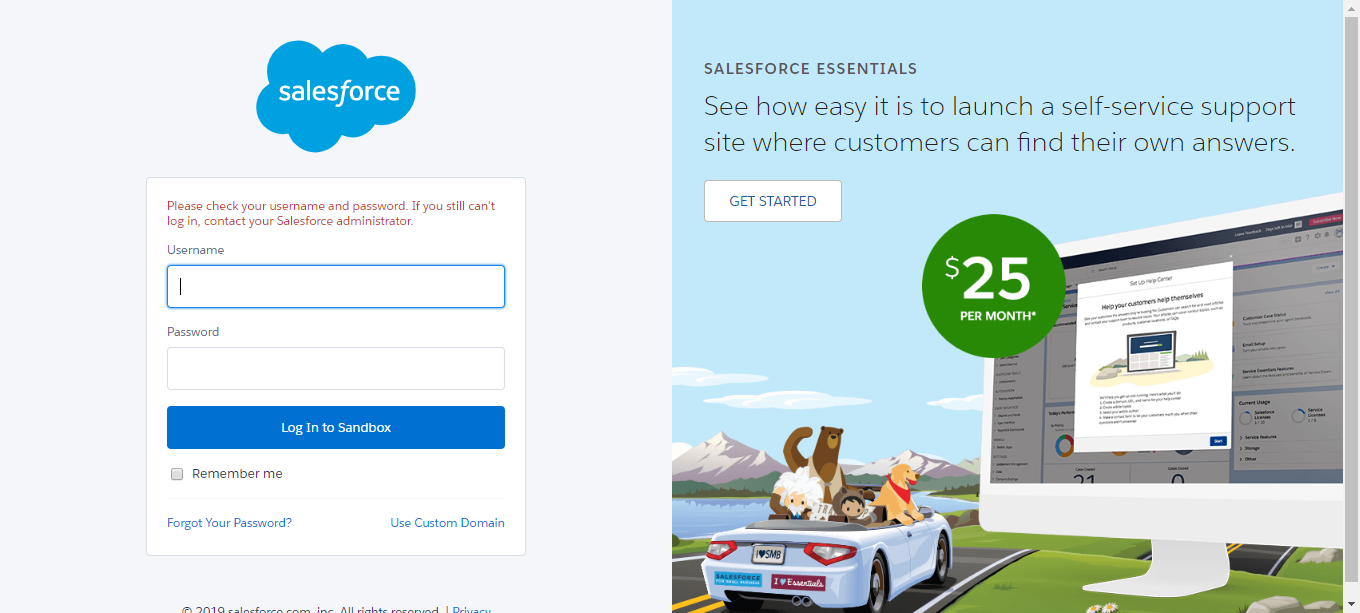 salesforce
Please check your username and password. If you still can't
log in, contact your Salesforce administrator.
Username
Password
Log In to Sandbox
Remember me
Forgot Your Password?
Use Custom Domain
© 2019 salesforce.com, inc. All rights reserved. | Privacy
SALESFORCE ESSENTIALS
See how easy it is to launch a self-service support
site where customers can find their own answers.
GET STARTED
$25
PER MONTH*
Set Up Help Center
Help your customers help themselves
Customer Case Status
Email Setup
Service Essentials Features
Current Usage
Salesforce
Licenses
Service
Licenses
Service Features
Storage
Other
Start
21
0
I♥SMB
SALESFORCE
I ♥ Essentials